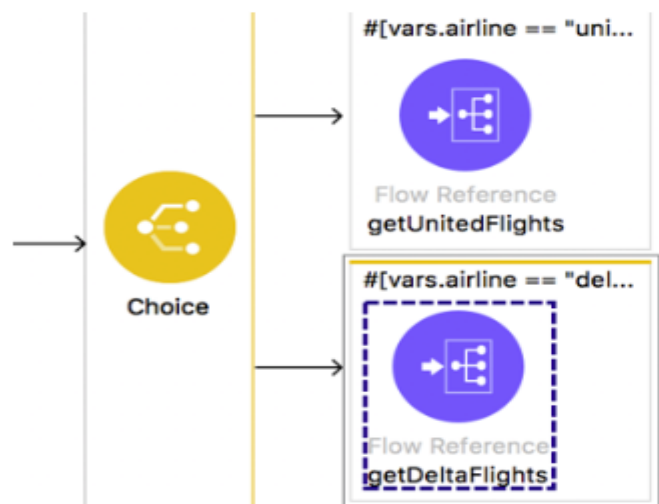 #[vars.airline == "uni...
Flow Reference
getUnitedFlights
Choice
#[vars.airline == "del...
Flow Reference
getDeltaFlights